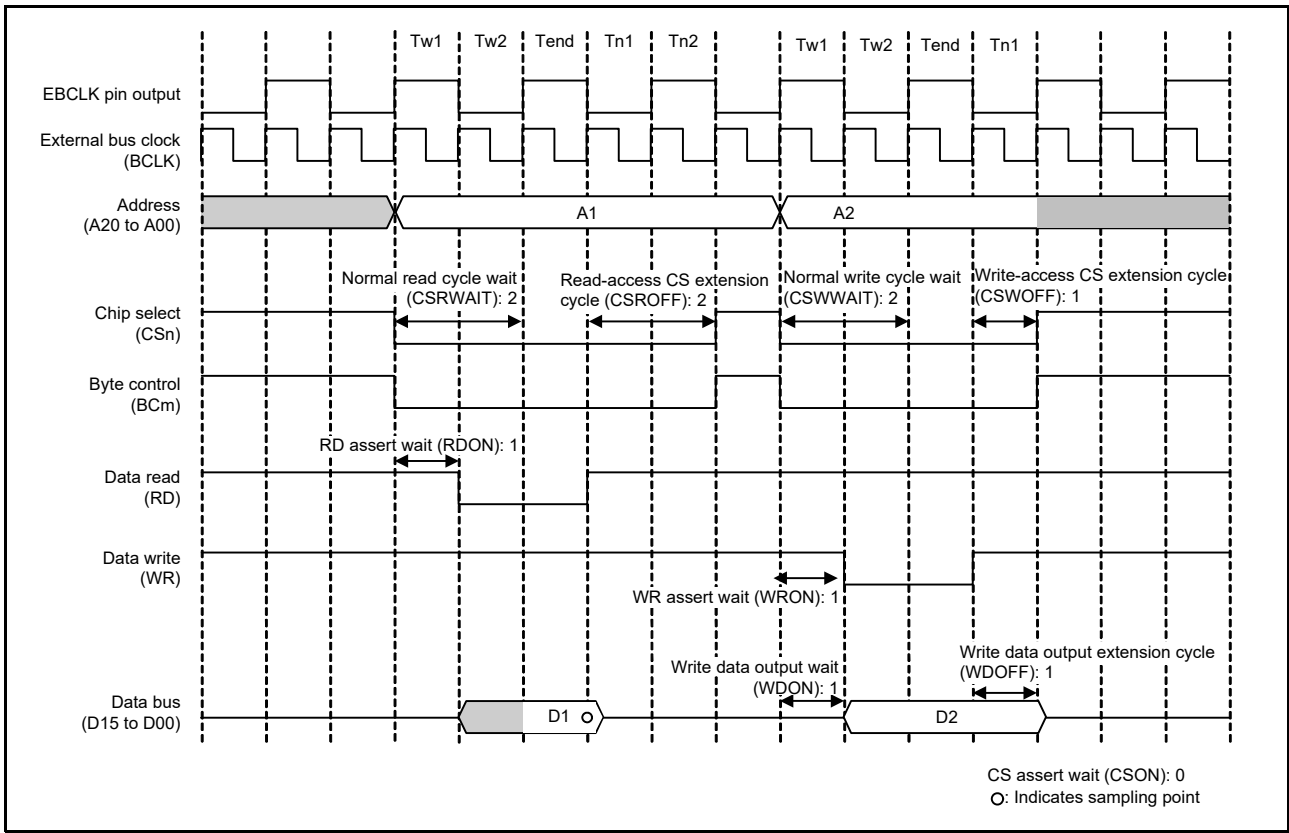 Tw1 Tw2 Tend Tn1 Tn2 Tw1 Tw2 Tend Tn1
EBCLK pin output
External bus clock
(BCLK)
Address
(A20 to A00)
A1 A2
Normal read cycle wait
(CSRWAIT): 2
Read-access CS extension
cycle (CSROFF): 2
Normal write cycle wait
(CSWWAIT): 2
Write-access CS extension cycle
(CSWOFF): 1
Chip select
(CSn)
Byte control
(BCm)
RD assert wait (RDON): 1
Data read
(RD)
Data write
(WR)
WR assert wait (WRON): 1
Write data output wait
(WDON): 1
Write data output extension cycle
(WDOFF): 1
Data bus
(D15 to D00)
D1 D2
CS assert wait (CSON): 0
: Indicates sampling point